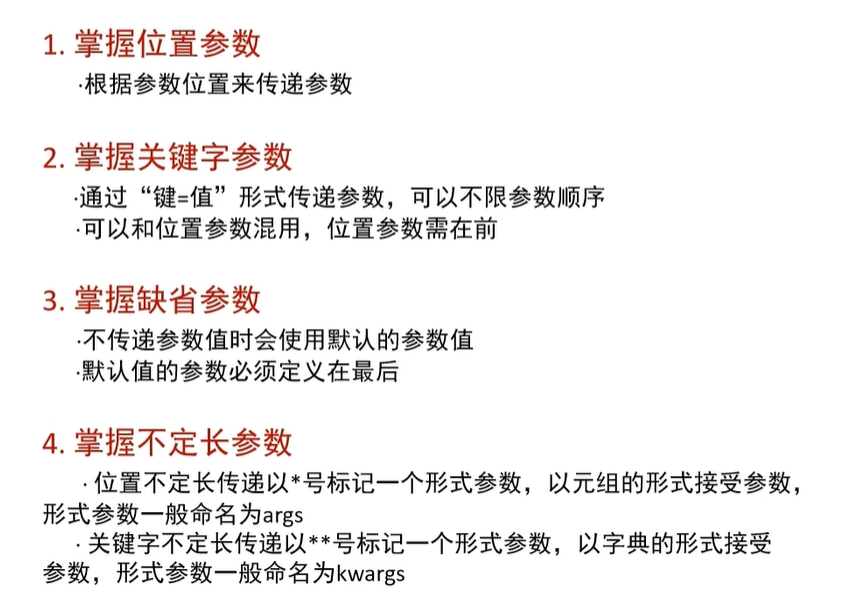 1. 掌握位置参数
·根据参数位置来传递参数
2. 掌握关键字参数
·通过“键=值”形式传递参数，可以不限参数顺序
·可以和位置参数混用，位置参数需在前
3. 掌握缺省参数
·不传递参数值时会使用默认的参数值
·默认值的参数必须定义在最后
4. 掌握不定长参数
· 位置不定长传递以*号标记一个形式参数，以元组的形式接受参数，
形式参数一般命名为args
· 关键字不定长传递以**号标记一个形式参数，以字典的形式接受
参数，形式参数一般命名为kwargs